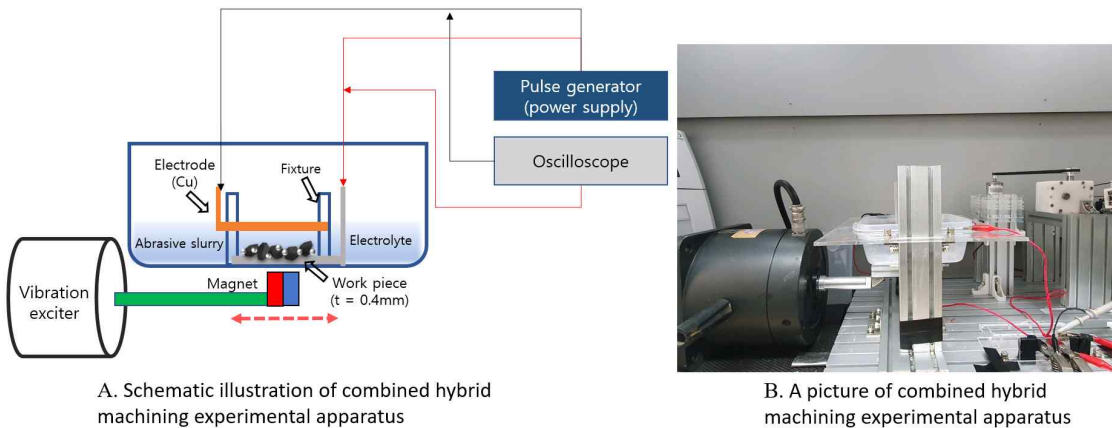 Pulse generator
(power supply)
Oscilloscope
Electrode
(Cu)
Fixture
Abrasive slurry
Electrolyte
Magnet
Work piece
(t = 0.4mm)
Vibration
exciter
A. Schematic illustration of combined hybrid
machining experimental apparatus
B. A picture of combined hybrid
machining experimental apparatus